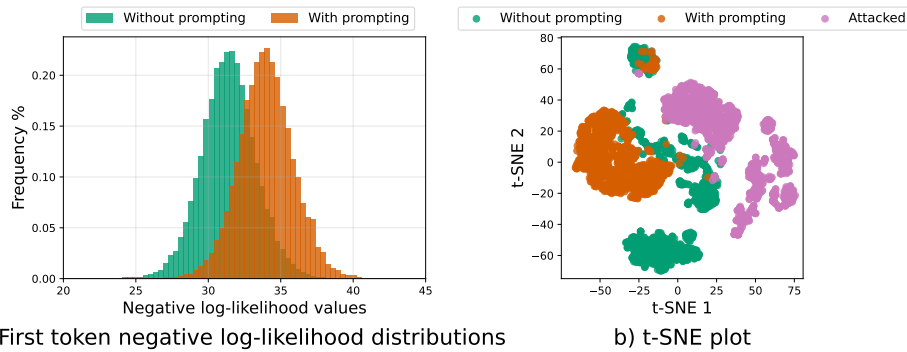 Without prompting With prompting
Without prompting With prompting Attacked
Frequency %
0.20
0.15
0.10
0.05
0.00
20 25 30 35 40 45
Negative log-likelihood values
First token negative log-likelihood distributions
t-SNE 2
80
60
40
20
0
−20
−40
−60
−50 −25 0 25 50 75
t-SNE 1
b) t-SNE plot